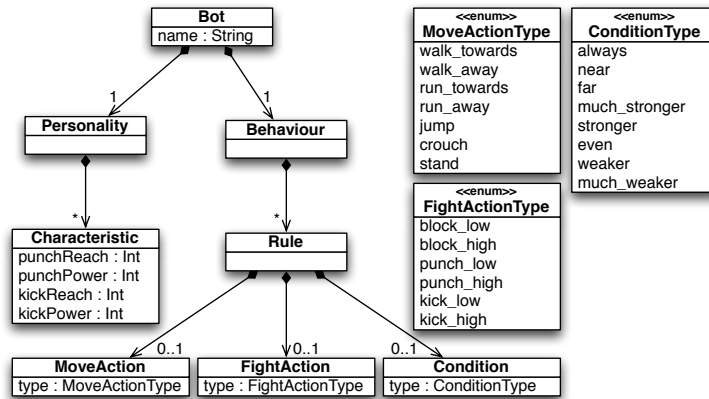 Bot
name : String
1
1
Personality
Behaviour
*
*
Characteristic
punchReach : Int
punchPower : Int
kickReach : Int
kickPower : Int
Rule
0..1
0..1
0..1
MoveAction
type : MoveActionType
FightAction
type : FightActionType
Condition
type : ConditionType
<<enum>>
MoveActionType
walk_towards
walk_away
run_towards
run_away
jump
crouch
stand
<<enum>>
ConditionType
always
near
far
much_stronger
stronger
even
weaker
much_weaker
<<enum>>
FightActionType
block_low
block_high
punch_low
punch_high
kick_low
kick_high